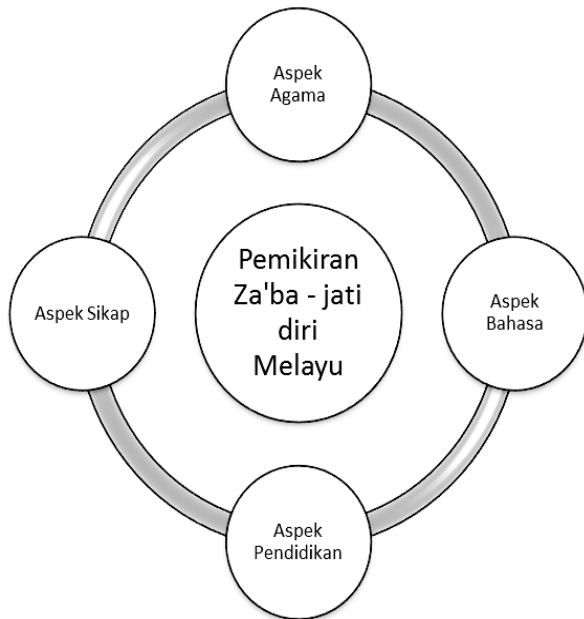 Aspek
Agama
Aspek Sikap
Pemikiran
Za'ba - jati
diri
Melayu
Aspek
Bahasa
Aspek
Pendidikan